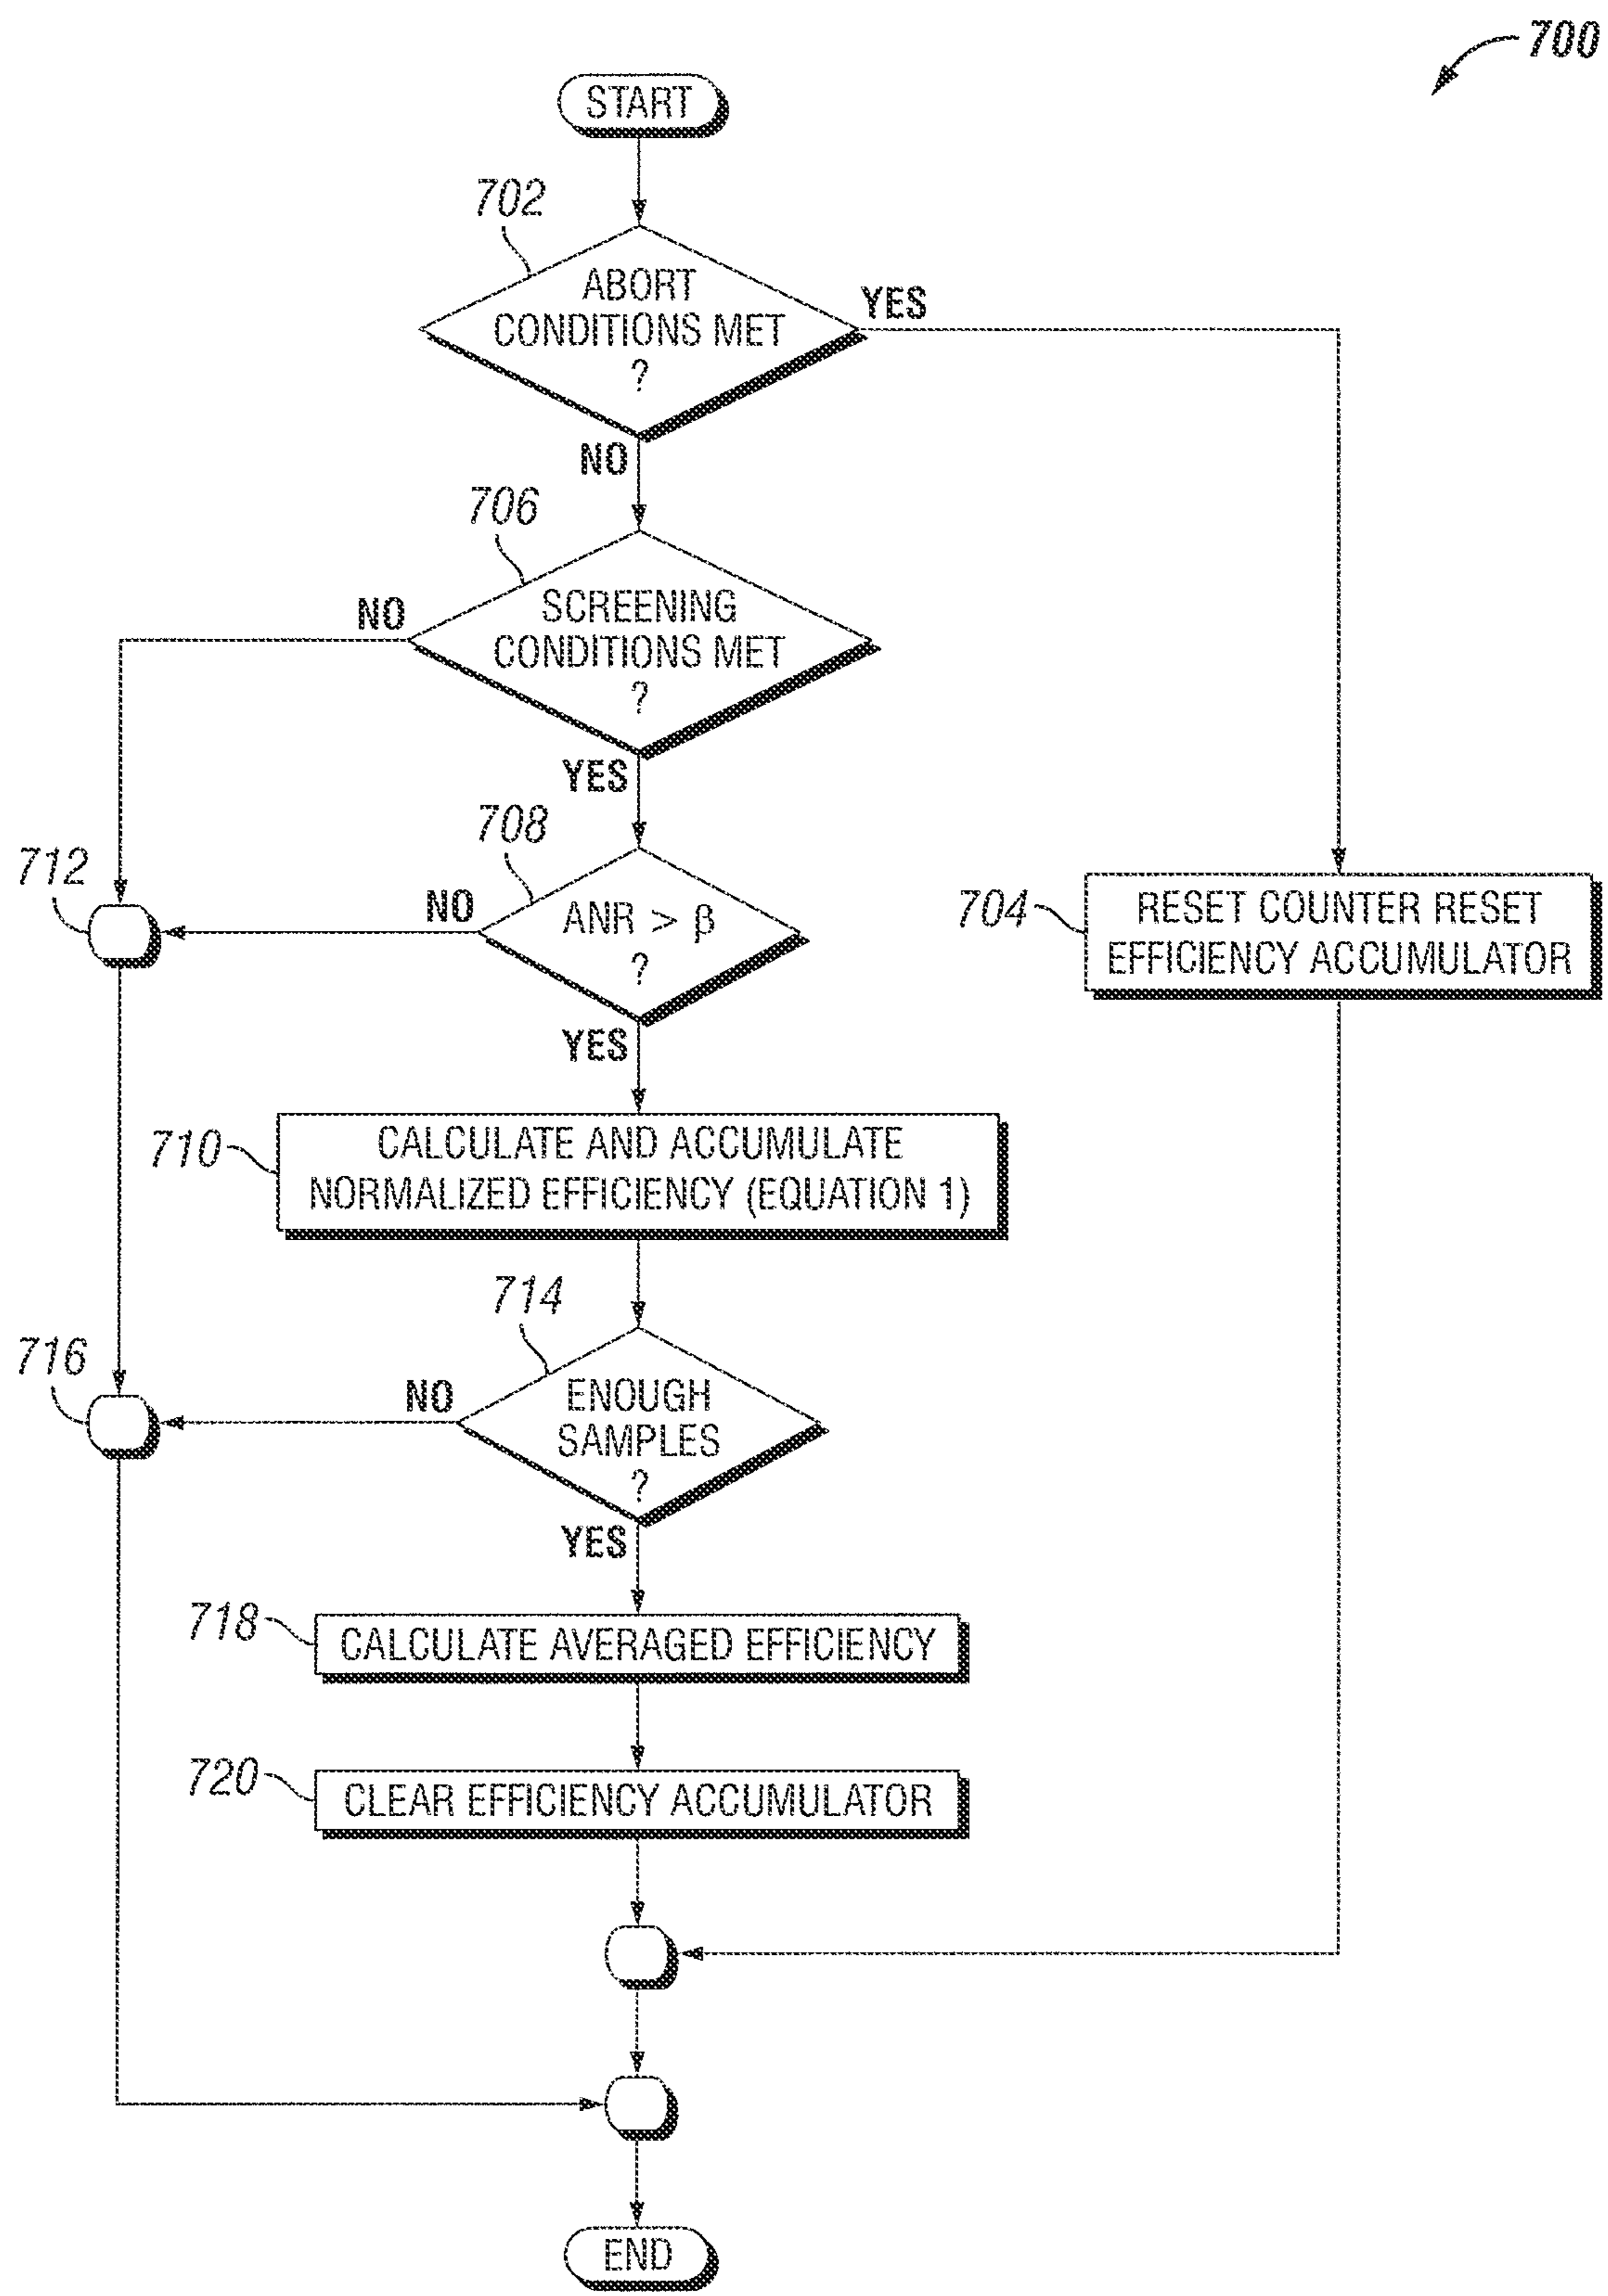 700
START
702
ABORT
CONDITIONS MET
?
YES
NO
706
SCREENING
CONDITIONS MET
?
NO
YES
708
ANR > β
?
NO
YES
712
704
RESET COUNTER RESET
EFFICIENCY ACCUMULATOR
710
CALCULATE AND ACCUMULATE
NORMALIZED EFFICIENCY (EQUATION 1)
714
ENOUGH
SAMPLES
?
NO
YES
716
718
CALCULATE AVERAGED EFFICIENCY
720
CLEAR EFFICIENCY ACCUMULATOR
END